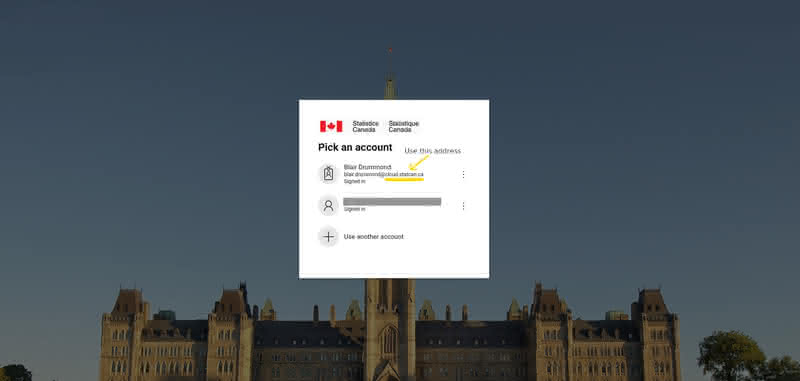 Statistics Statistique
Canada Canada
Pick an account
Use this address
Blair Drummond
blair.drummond@cloud.statcan.ca
Signed in
Signed in
Use another account